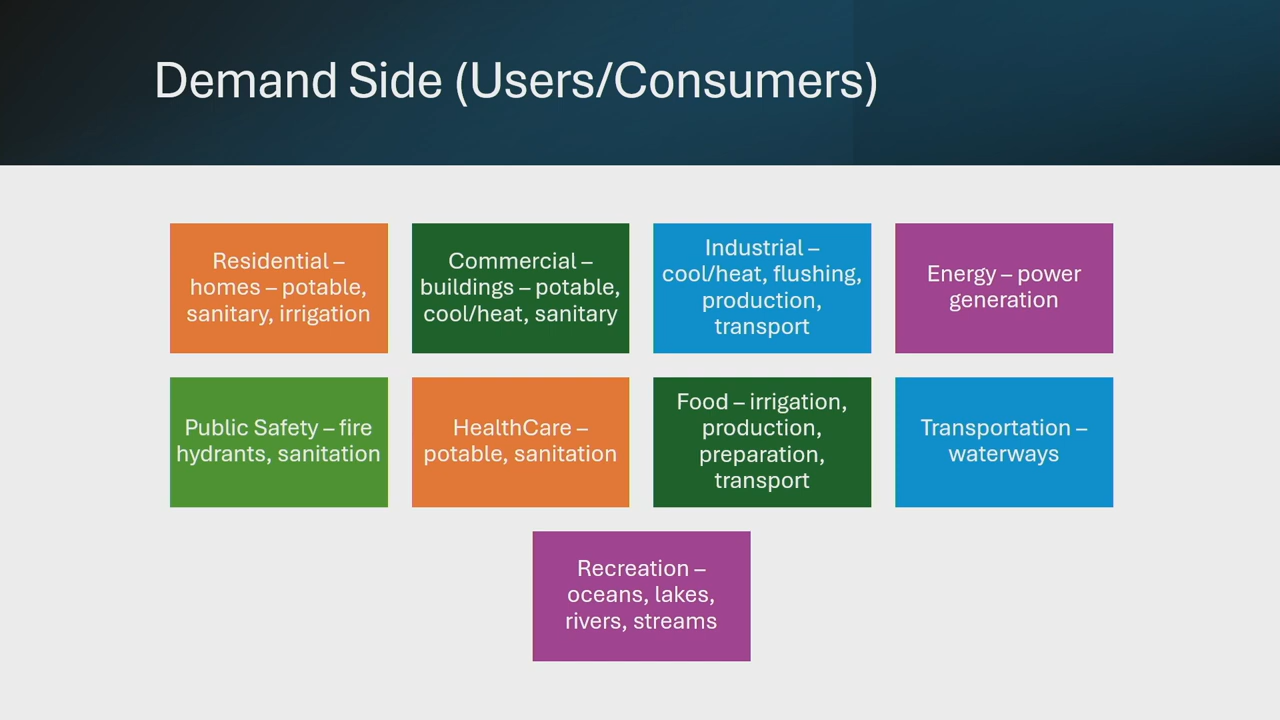 Demand Side (Users/Consumers)
Residential –
homes – potable,
sanitary, irrigation
Commercial –
buildings – potable,
cool/heat, sanitary
Industrial –
cool/heat, flushing,
production,
transport
Energy – power
generation
Public Safety – fire
hydrants, sanitation
HealthCare –
potable, sanitation
Food – irrigation,
production,
preparation,
transport
Transportation –
waterways
Recreation –
oceans, lakes,
rivers, streams